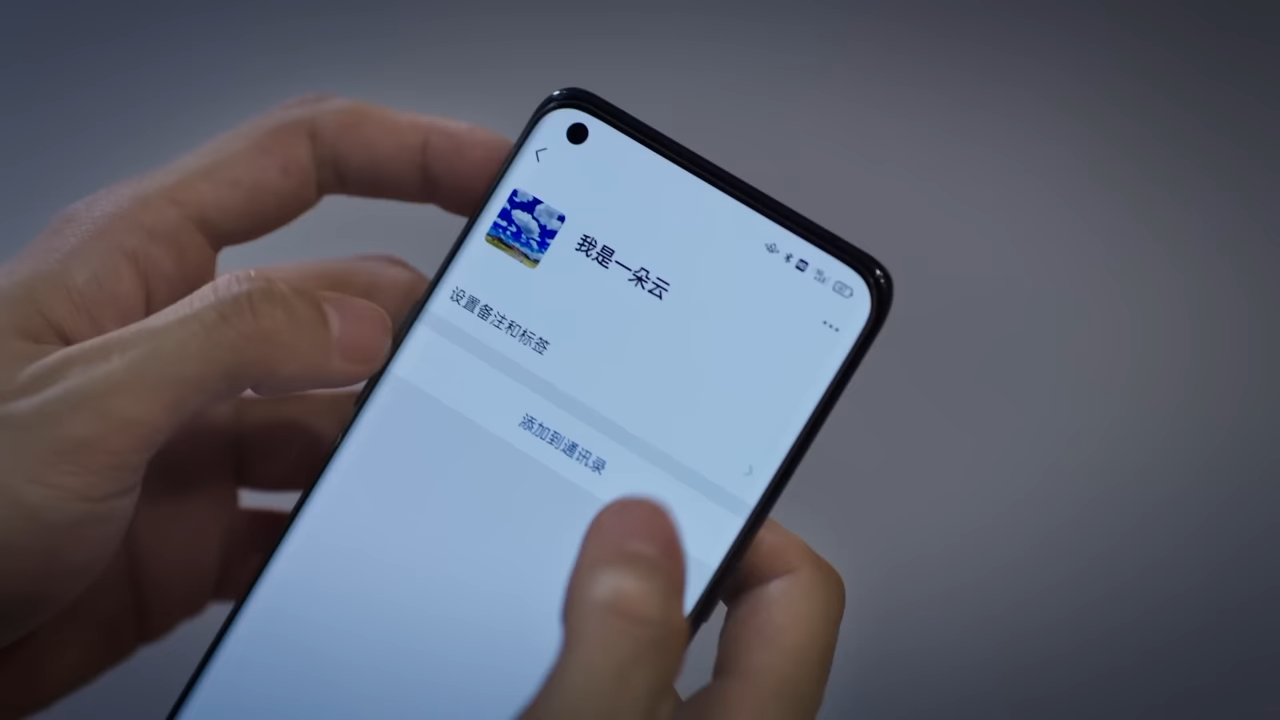 我是一朵云
设置备注和标签
添加到通讯录